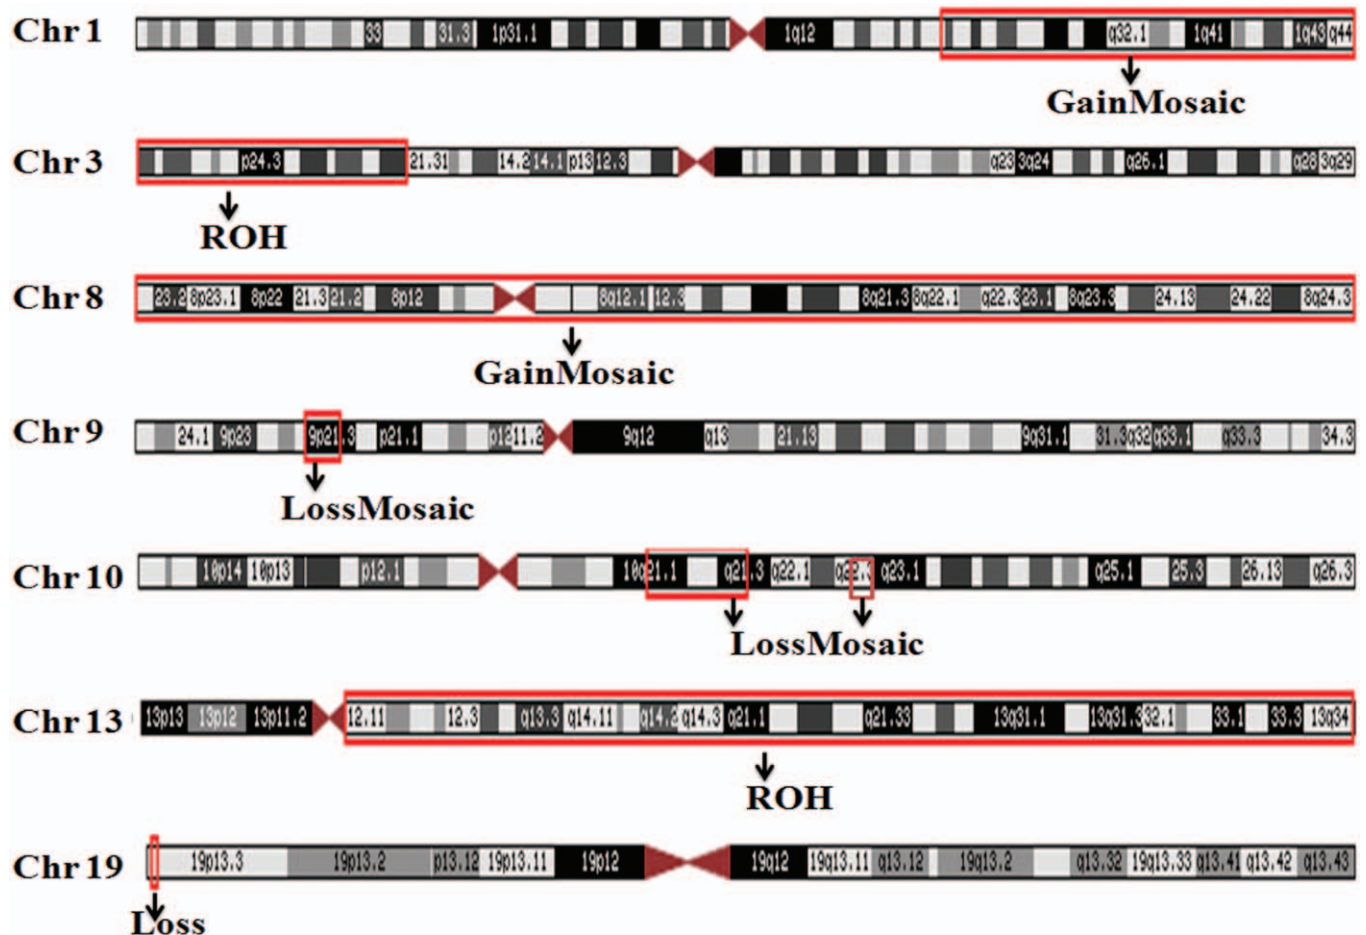 Chr 1 33 31.3 1p31.1 1q12 q32.1 1q41 1q43 q44
GainMosaic
Chr 3 p24.3 21.31 14.2 14.1 p13 12.3 q23 3q24 q26.1 q28 3q29
ROH
Chr 8 23.2 8p23.1 8p22 21.3 21.2 8p12 8q12.1 12.3 8q21.3 8q22.1 q22.3 23.1 8q23.3 24.13 24.22 8q24.3
GainMosaic
Chr 9 24.1 9p23 9p21.3 p21.1 p12 11.2 9q12 q13 21.13 9q31.1 31.3 q32 q33.1 q33.3 34.3
LossMosaic
Chr 10 10p14 10p13 p12.1 10q21.1 q21.3 q22.1 q22.3 q23.1 q25.1 25.3 26.13 q26.3
LossMosaic
Chr 13 13p13 13p12 13p11.2 12.11 12.3 q13.3 q14.11 q14.2 q14.3 q21.1 q21.33 13q31.1 13q31.3 32.1 33.1 33.3 13q34
ROH
Chr 19 19p13.3 19p13.2 p13.12 19p13.11 19p12 19q12 19q13.11 q13.12 19q13.2 q13.32 19q13.33 q13.41 q13.42 q13.43
Loss